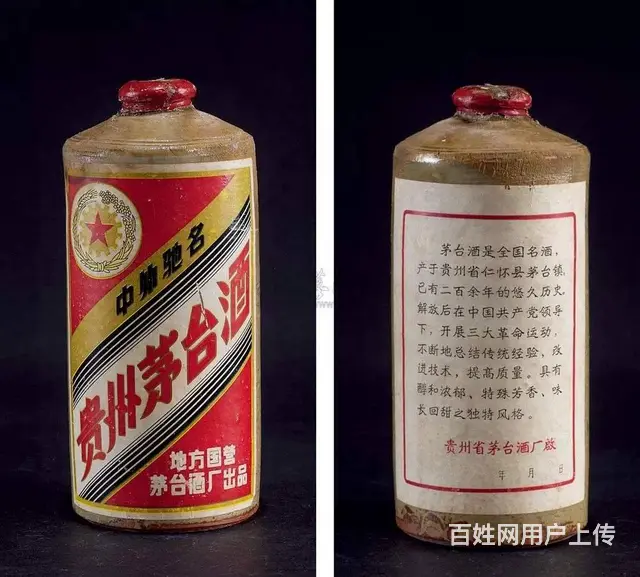 中外驰名
贵州茅台酒
地方国营
茅台酒厂出品
茅台酒是全国名酒，
产于贵州省仁怀县茅台镇，
已有二百余年的悠久历史，
解放后在中国共产党领导
下，开展三大革命运动，
不断地总结传统经验、改
进技术，提高质量。具有
醇和浓郁、特殊芳香、味
长回甜之独特风格。
贵州省茅台酒厂启
年 月 日
百姓网用户上传